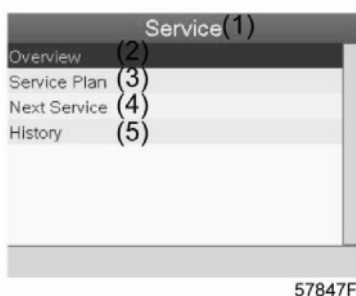 Service(1)
Overview (2)
Service Plan (3)
Next Service (4)
History (5)
57847F